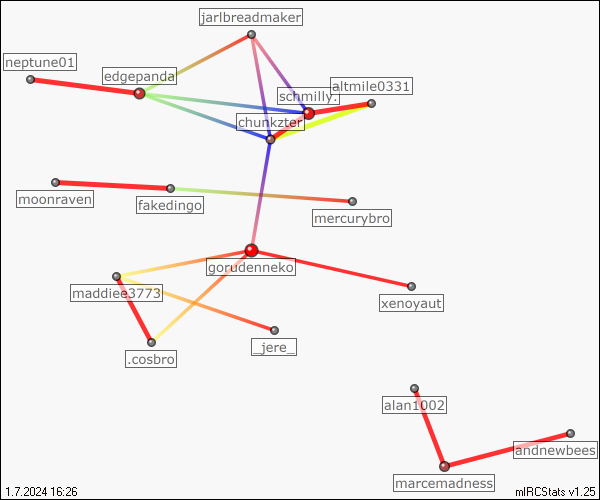 jarlbreadmaker
neptune01
edgepanda
altmile0331
schmilly.
chunkzter
moonraven
fakedingo
mercurybro
gorudenneko
maddiee3773
xenoyaut
.cosbro
_jere_
alan1002
andnewbees
marcemadness
1.7.2024 16:26
mIRCStats v1.25